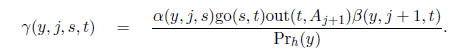 γ(y, j, s, t) = α(y, j, s)go(s, t)out(t, A_{j+1})β(y, j + 1, t) / Pr_h(y).